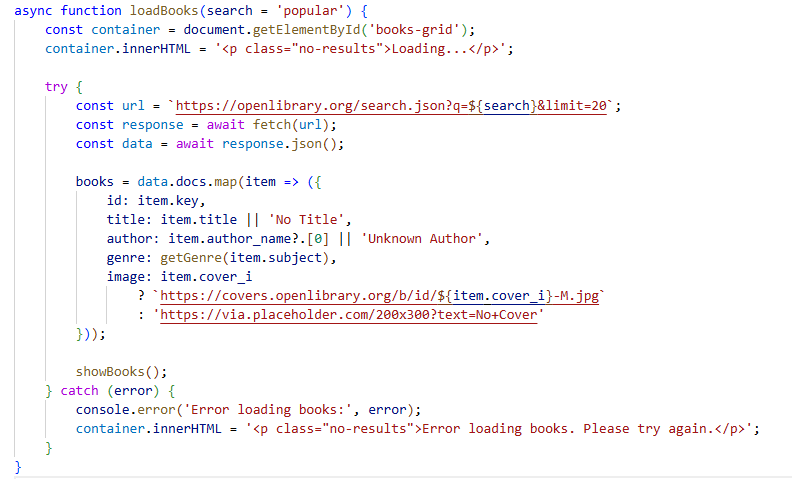 async function loadBooks(search = 'popular') {
    const container = document.getElementById('books-grid');
    container.innerHTML = '<p class="no-results">Loading...</p>';

    try {
        const url = `https://openlibrary.org/search.json?q=${search}&limit=20`;
        const response = await fetch(url);
        const data = await response.json();

        books = data.docs.map(item => ({
            id: item.key,
            title: item.title || 'No Title',
            author: item.author_name?.[0] || 'Unknown Author',
            genre: getGenre(item.subject),
            image: item.cover_i
                ? `https://covers.openlibrary.org/b/id/${item.cover_i}-M.jpg`
                : 'https://via.placeholder.com/200x300?text=No+Cover'
        }));

        showBooks();
    } catch (error) {
        console.error('Error loading books:', error);
        container.innerHTML = '<p class="no-results">Error loading books. Please try again.</p>';
    }
}